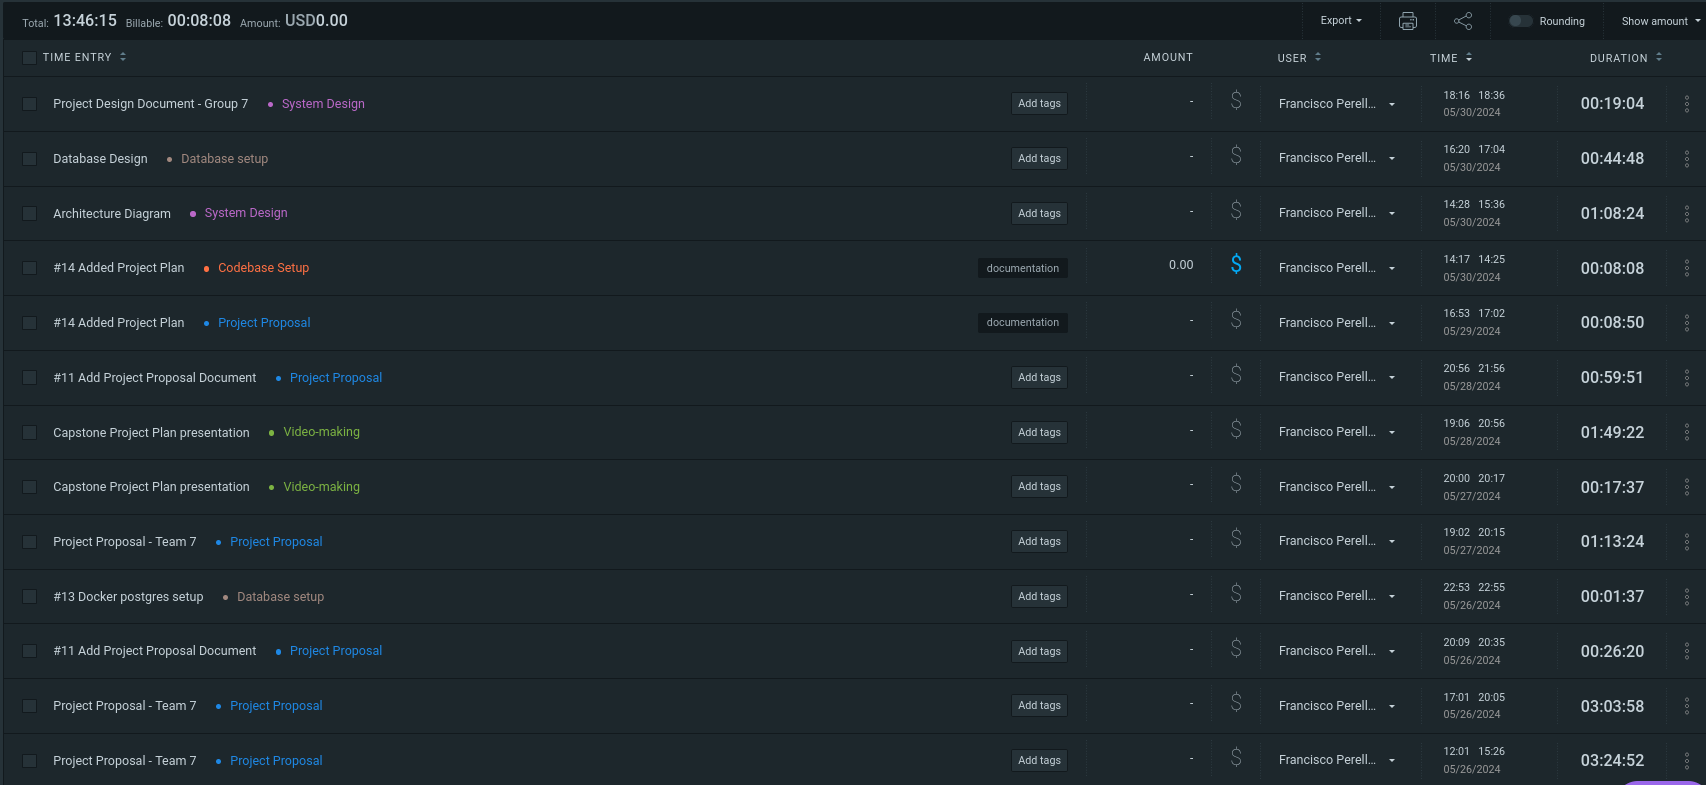 Total: 13:46:15 Billable: 00:08:08 Amount: USD0.00 Export Rounding Show amount
TIME ENTRY AMOUNT USER TIME DURATION
Project Design Document - Group 7 • System Design Add tags - $ Francisco Perell... 18:16 18:36 00:19:04
05/30/2024
Database Design • Database setup Add tags - $ Francisco Perell... 16:20 17:04 00:44:48
05/30/2024
Architecture Diagram • System Design Add tags - $ Francisco Perell... 14:28 15:36 01:08:24
05/30/2024
#14 Added Project Plan • Codebase Setup documentation 0.00 $ Francisco Perell... 14:17 14:25 00:08:08
05/30/2024
#14 Added Project Plan • Project Proposal documentation - $ Francisco Perell... 16:53 17:02 00:08:50
05/29/2024
#11 Add Project Proposal Document • Project Proposal Add tags - $ Francisco Perell... 20:56 21:56 00:59:51
05/28/2024
Capstone Project Plan presentation • Video-making Add tags - $ Francisco Perell... 19:06 20:56 01:49:22
05/28/2024
Capstone Project Plan presentation • Video-making Add tags - $ Francisco Perell... 20:00 20:17 00:17:37
05/27/2024
Project Proposal - Team 7 • Project Proposal Add tags - $ Francisco Perell... 19:02 20:15 01:13:24
05/27/2024
#13 Docker postgres setup • Database setup Add tags - $ Francisco Perell... 22:53 22:55 00:01:37
05/26/2024
#11 Add Project Proposal Document • Project Proposal Add tags - $ Francisco Perell... 20:09 20:35 00:26:20
05/26/2024
Project Proposal - Team 7 • Project Proposal Add tags - $ Francisco Perell... 17:01 20:05 03:03:58
05/26/2024
Project Proposal - Team 7 • Project Proposal Add tags - $ Francisco Perell... 12:01 15:26 03:24:52
05/26/2024